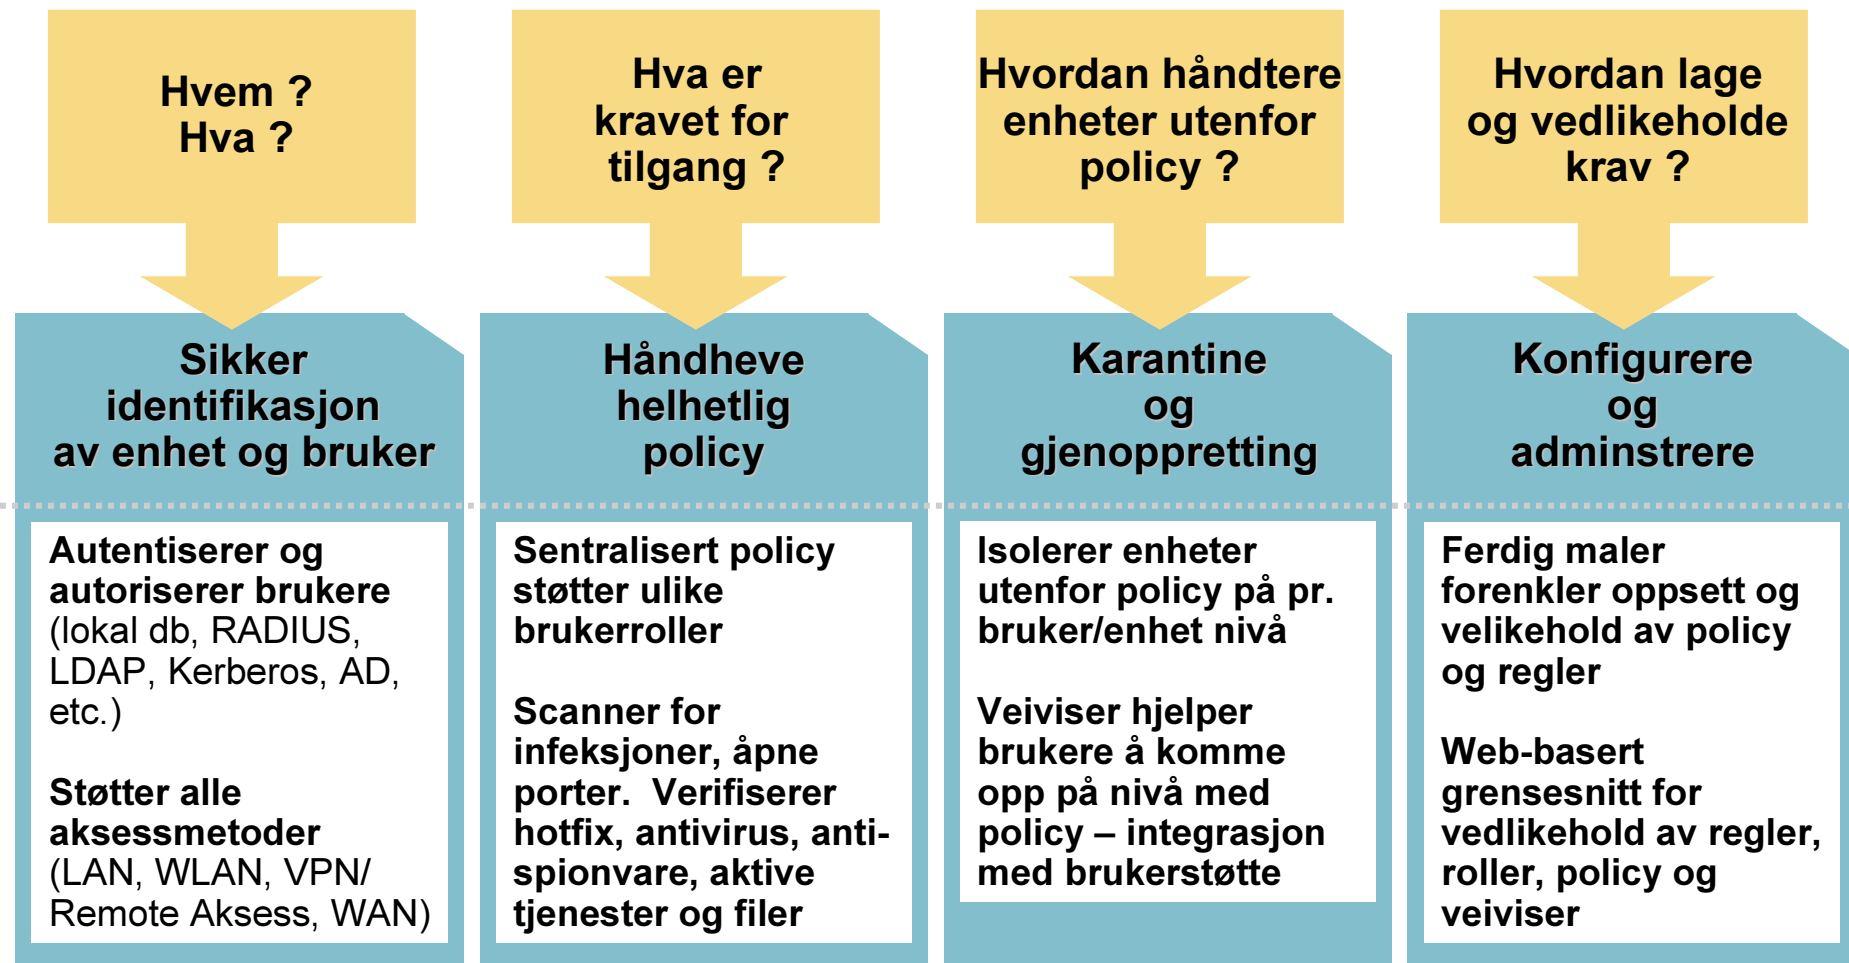 Hvem ?
Hva ?
Hva er
kravet for
tilgang ?
Hvordan håndtere
enheter utenfor
policy ?
Hvordan lage
og vedlikeholde
krav ?
Sikker
identifikasjon
av enhet og bruker
Håndheve
helhetlig
policy
Karantine
og
gjenoppretting
Konfigurere
og
adminstrere
Autentiserer og
autoriserer brukere
(lokal db, RADIUS,
LDAP, Kerberos, AD,
etc.)
Støtter alle
aksessmetoder
(LAN, WLAN, VPN/
Remote Aksess, WAN)
Sentralisert policy
støtter ulike
brukerroller
Scanner for
infeksjoner, åpne
porter.  Verifiserer
hotfix, antivirus, anti-
spionvare, aktive
tjenester og filer
Isolerer enheter
utenfor policy på pr.
bruker/enhet nivå
Veiviser hjelper
brukere å komme
opp på nivå med
policy – integrasjon
med brukerstøtte
Ferdig maler
forenkler oppsett og
velikehold av policy
og regler
Web-basert
grensesnitt for
vedlikehold av regler,
roller, policy og
veiviser